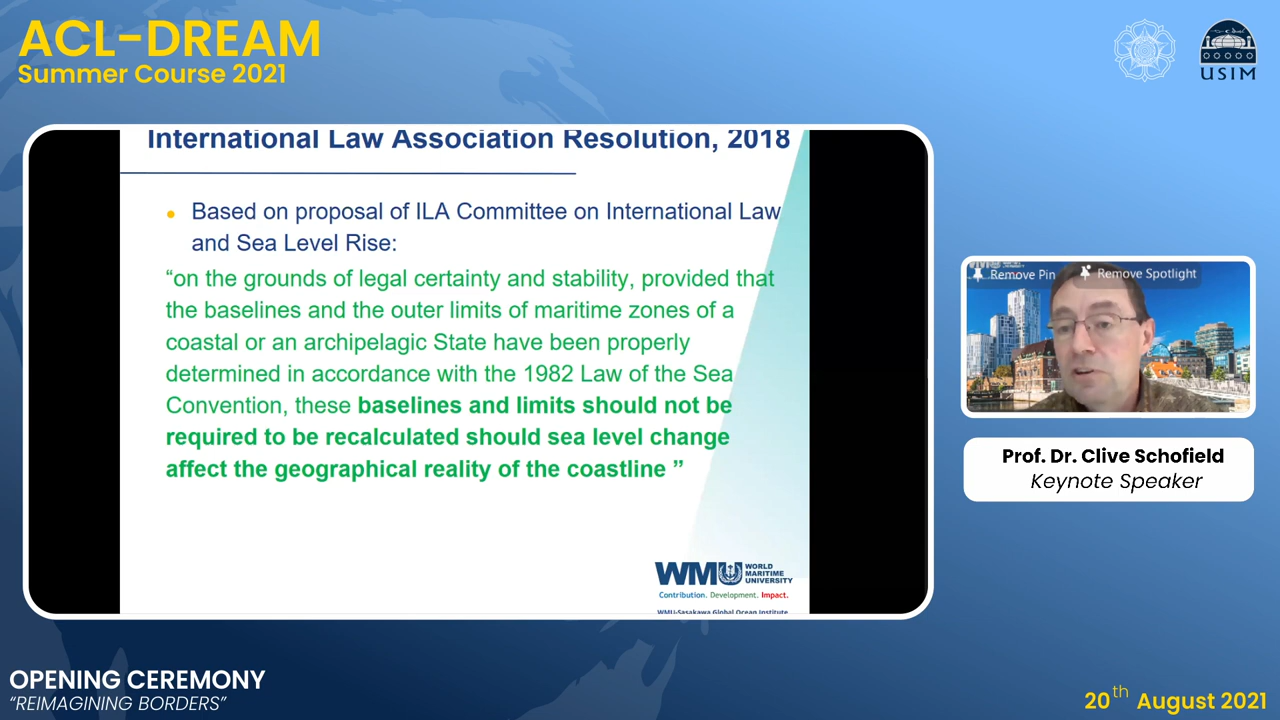 ACL-DREAM
Summer Course 2021
USIM
International Law Association Resolution, 2018
• Based on proposal of ILA Committee on International Law
and Sea Level Rise:
“on the grounds of legal certainty and stability, provided that
the baselines and the outer limits of maritime zones of a
coastal or an archipelagic State have been properly
determined in accordance with the 1982 Law of the Sea
Convention, these baselines and limits should not be
required to be recalculated should sea level change
affect the geographical reality of the coastline ”
WMU WORLD
MARITIME
UNIVERSITY
Contribution. Development. Impact.
WMU-Sasakawa Global Ocean Institute
Remove Pin
Remove Spotlight
Prof. Dr. Clive Schofield
Keynote Speaker
OPENING CEREMONY
“REIMAGINING BORDERS”
20th August 2021